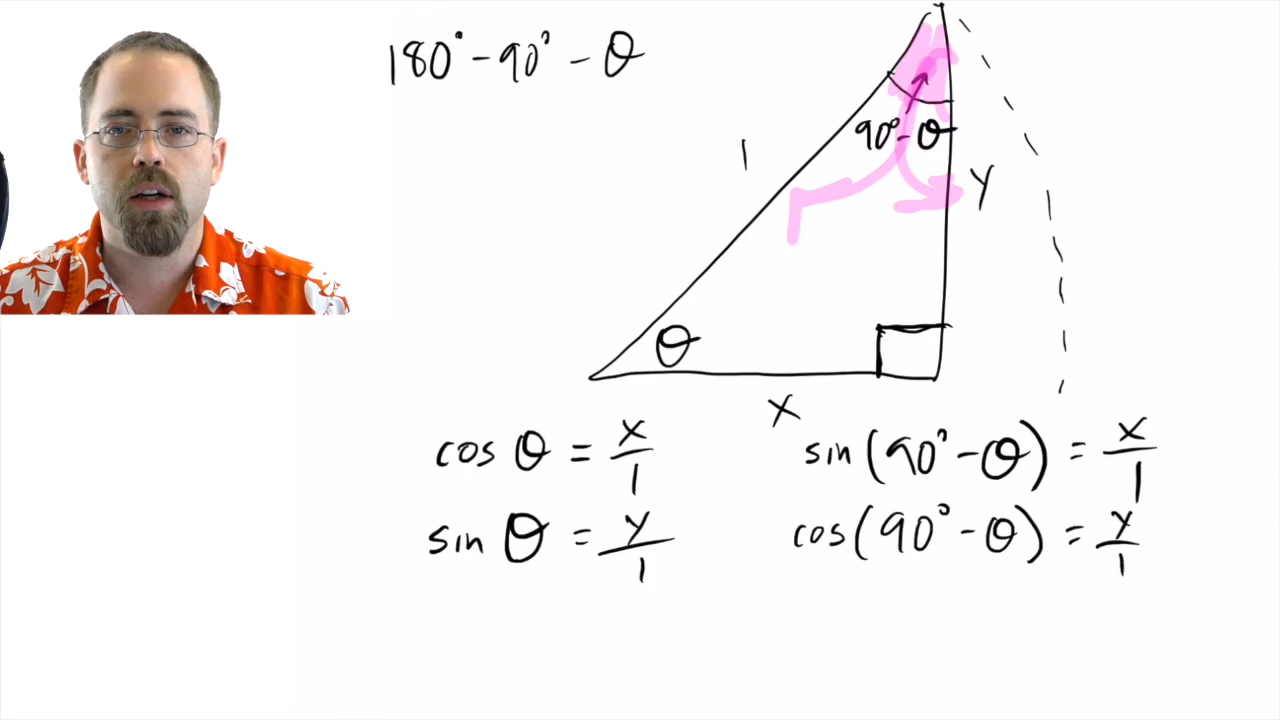 180° - 90° - θ
1
90° - θ
y
θ
x
cos θ = x/1
sin(90° - θ) = x/1
sin θ = y/1
cos(90° - θ) = y/1